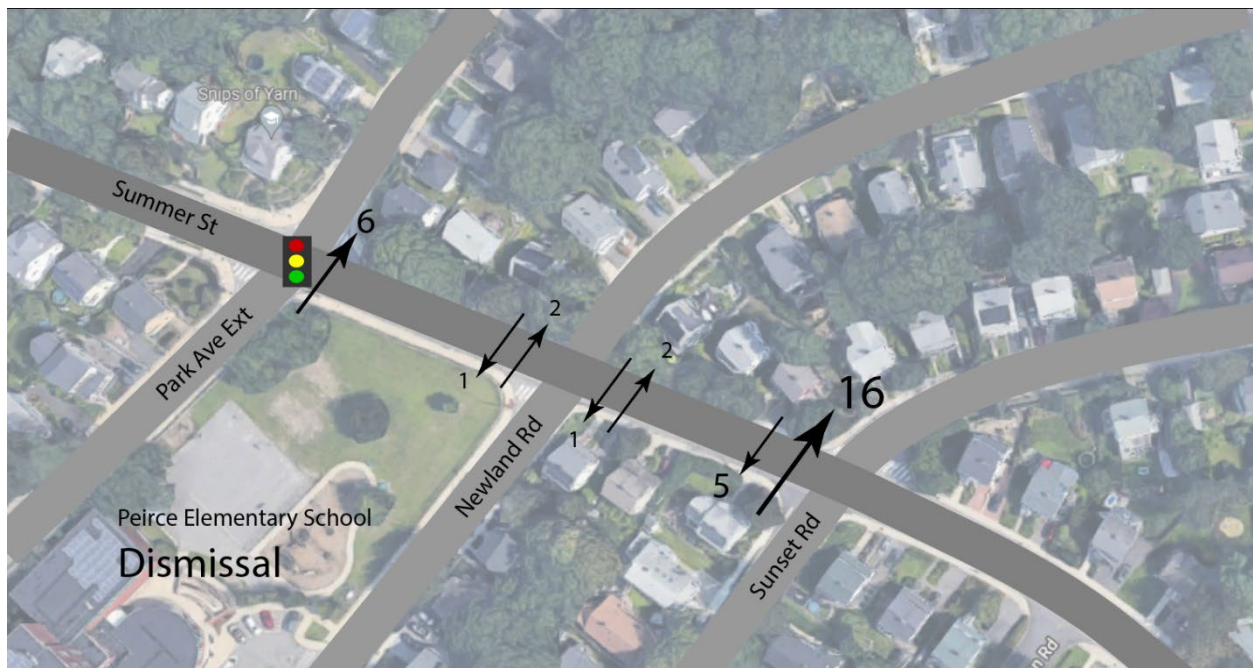 Snips of Yarn
Summer St
6
Park Ave Ext
2
1
2
1
16
5
Newland Rd
Sunset Rd
Peirce Elementary School
Dismissal
n Rd